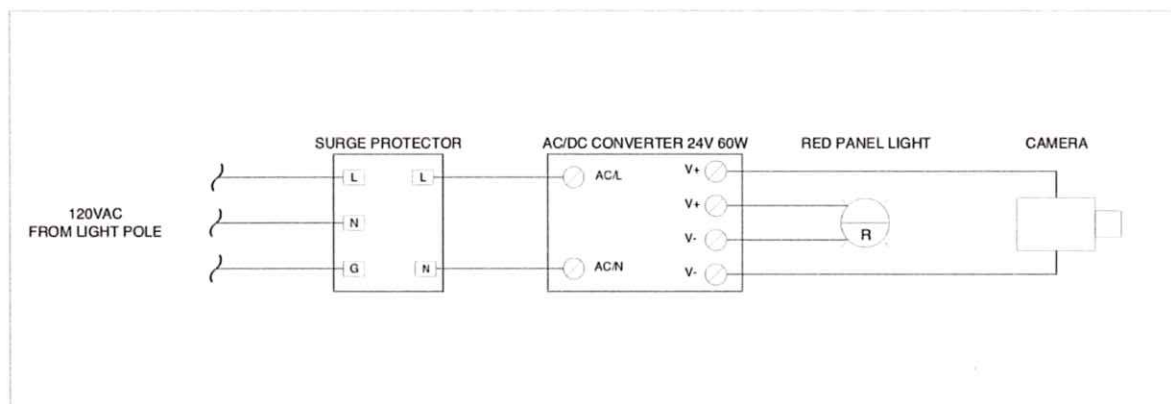 SURGE PROTECTOR
AC/DC CONVERTER 24V 60W
RED PANEL LIGHT
CAMERA
120VAC
FROM LIGHT POLE
L
L
N
G
N
AC/L
AC/N
V+
V+
V-
V-
R